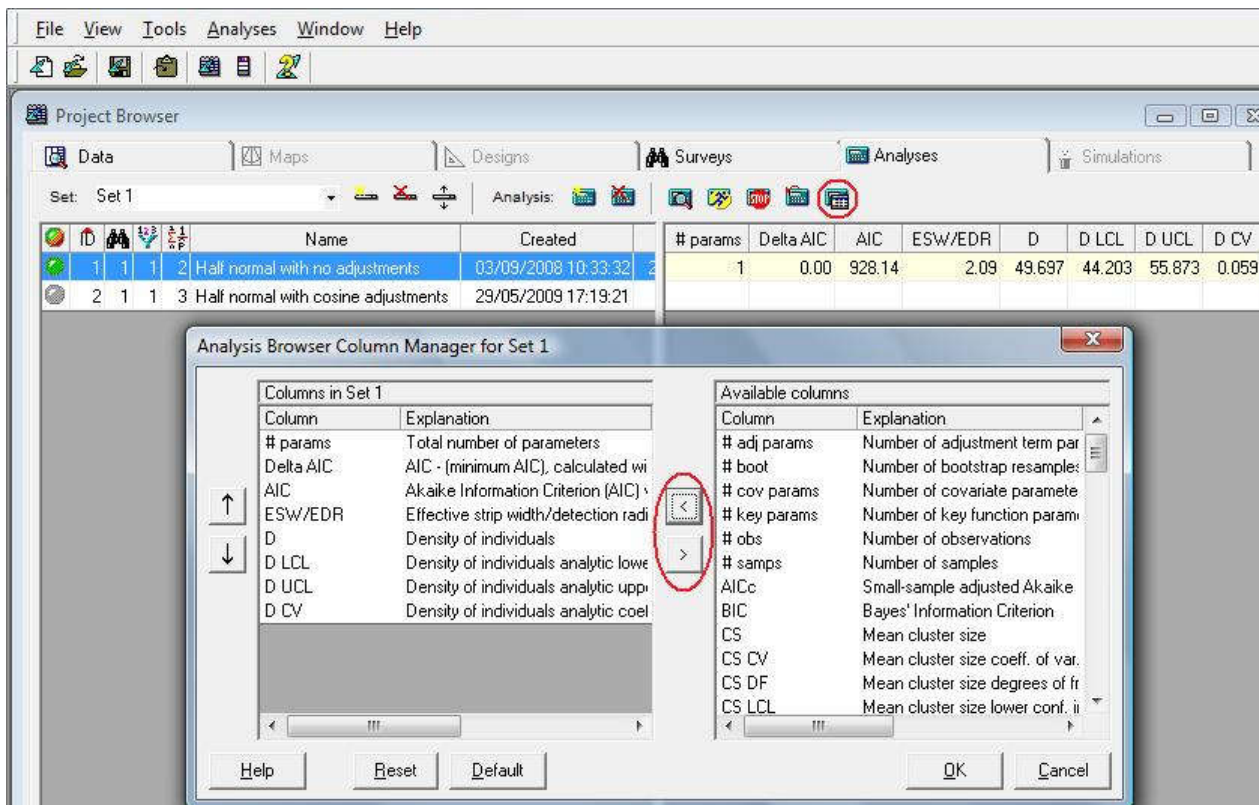 File View Tools Analyses Window Help
Project Browser
Data Maps Designs Surveys Analyses Simulations
Set: Set 1 Analysis: STOP
ID Name Created # params Delta AIC AIC ESW/EDR D D LCL D UCL D CV
1 1 1 2 Half normal with no adjustments 03/09/2008 10:33:32 2 1 0.00 928.14 2.09 49.697 44.203 55.873 0.059
2 1 1 3 Half normal with cosine adjustments 29/05/2009 17:19:21
Analysis Browser Column Manager for Set 1
Columns in Set 1
Column Explanation
# params Total number of parameters
Delta AIC AIC - (minimum AIC), calculated wi
AIC Akaike Information Criterion (AIC)
ESW/EDR Effective strip width/detection radi
D Density of individuals
D LCL Density of individuals analytic lowe
D UCL Density of individuals analytic upp
D CV Density of individuals analytic coef
<
>
Available columns
Column Explanation
# adj params Number of adjustment term par
# boot Number of bootstrap resamples
# cov params Number of covariate paramete
# key params Number of key function param
# obs Number of observations
# samps Number of samples
AICc Small-sample adjusted Akaike
BIC Bayes' Information Criterion
CS Mean cluster size
CS CV Mean cluster size coeff. of var.
CS DF Mean cluster size degrees of fr
CS LCL Mean cluster size lower conf. i
Help Reset Default OK Cancel